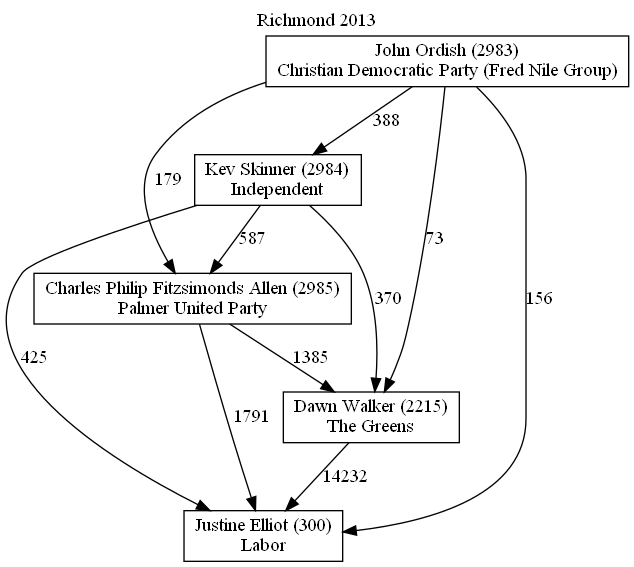 Richmond 2013
John Ordish (2983)
Christian Democratic Party (Fred Nile Group)
388
Kev Skinner (2984)
Independent
179
587
73
Charles Philip Fitzsimonds Allen (2985)
Palmer United Party
370
156
425
1385
Dawn Walker (2215)
The Greens
1791
14232
Justine Elliot (300)
Labor